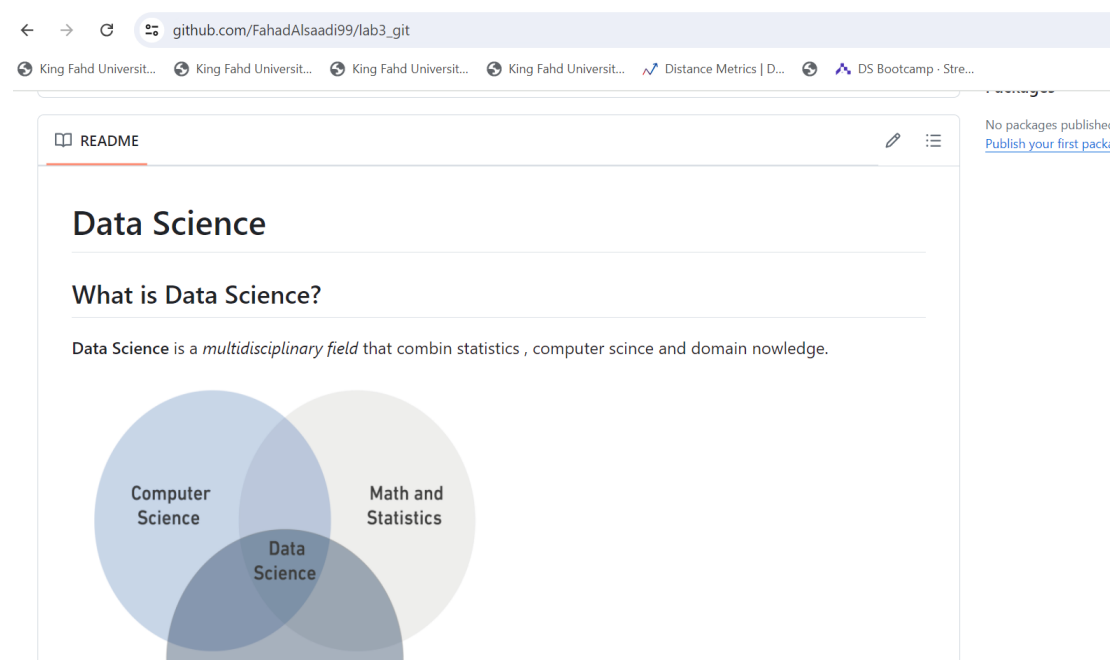 github.com/FahadAlsaadi99/lab3_git
King Fahd Universit... King Fahd Universit... King Fahd Universit... King Fahd Universit... Distance Metrics | D... DS Bootcamp · Stre...
Packages
No packages published
Publish your first packa
README
Data Science
What is Data Science?
Data Science is a multidisciplinary field that combin statistics , computer scince and domain nowledge.
Computer
Science
Math and
Statistics
Data
Science